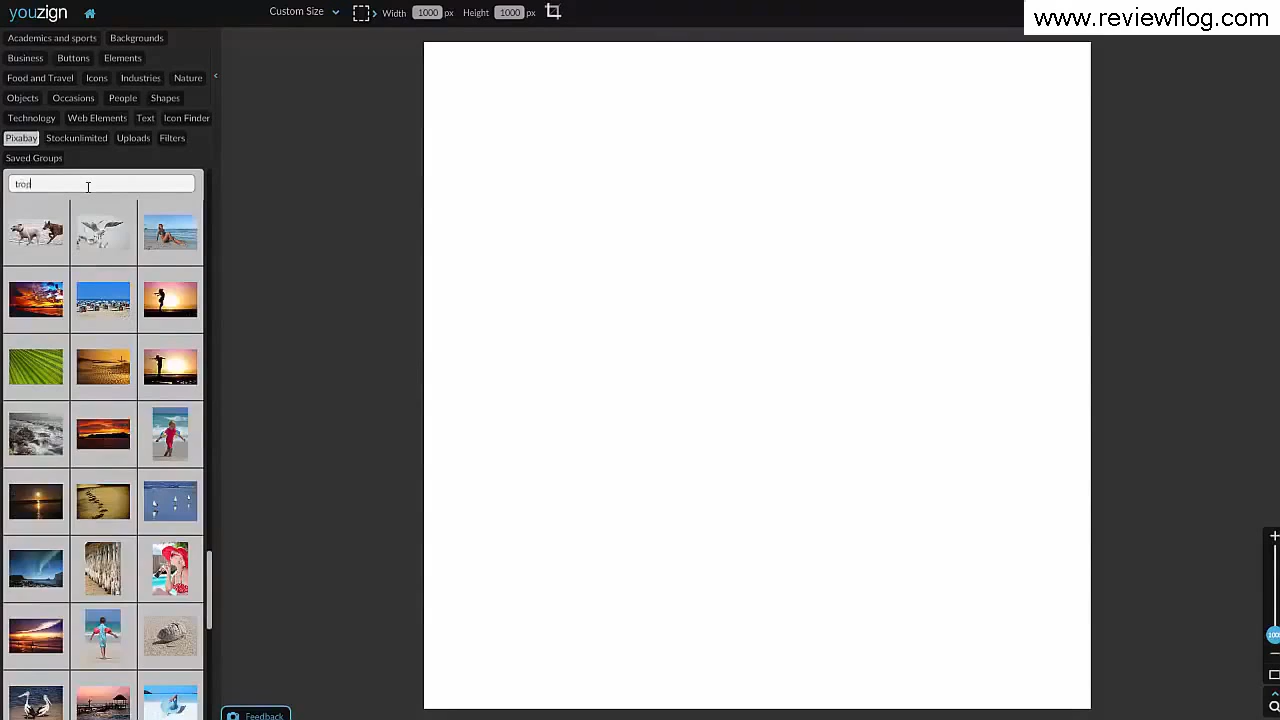 youzign Custom Size Width 1000 px Height 1000 px www.reviewflog.com
Academics and sports Backgrounds
Business Buttons Elements
Food and Travel Icons Industries Nature
Objects Occasions People Shapes
Technology Web Elements Text Icon Finder
Pixabay Stockunlimited Uploads Filters
Saved Groups
trop
Feedback